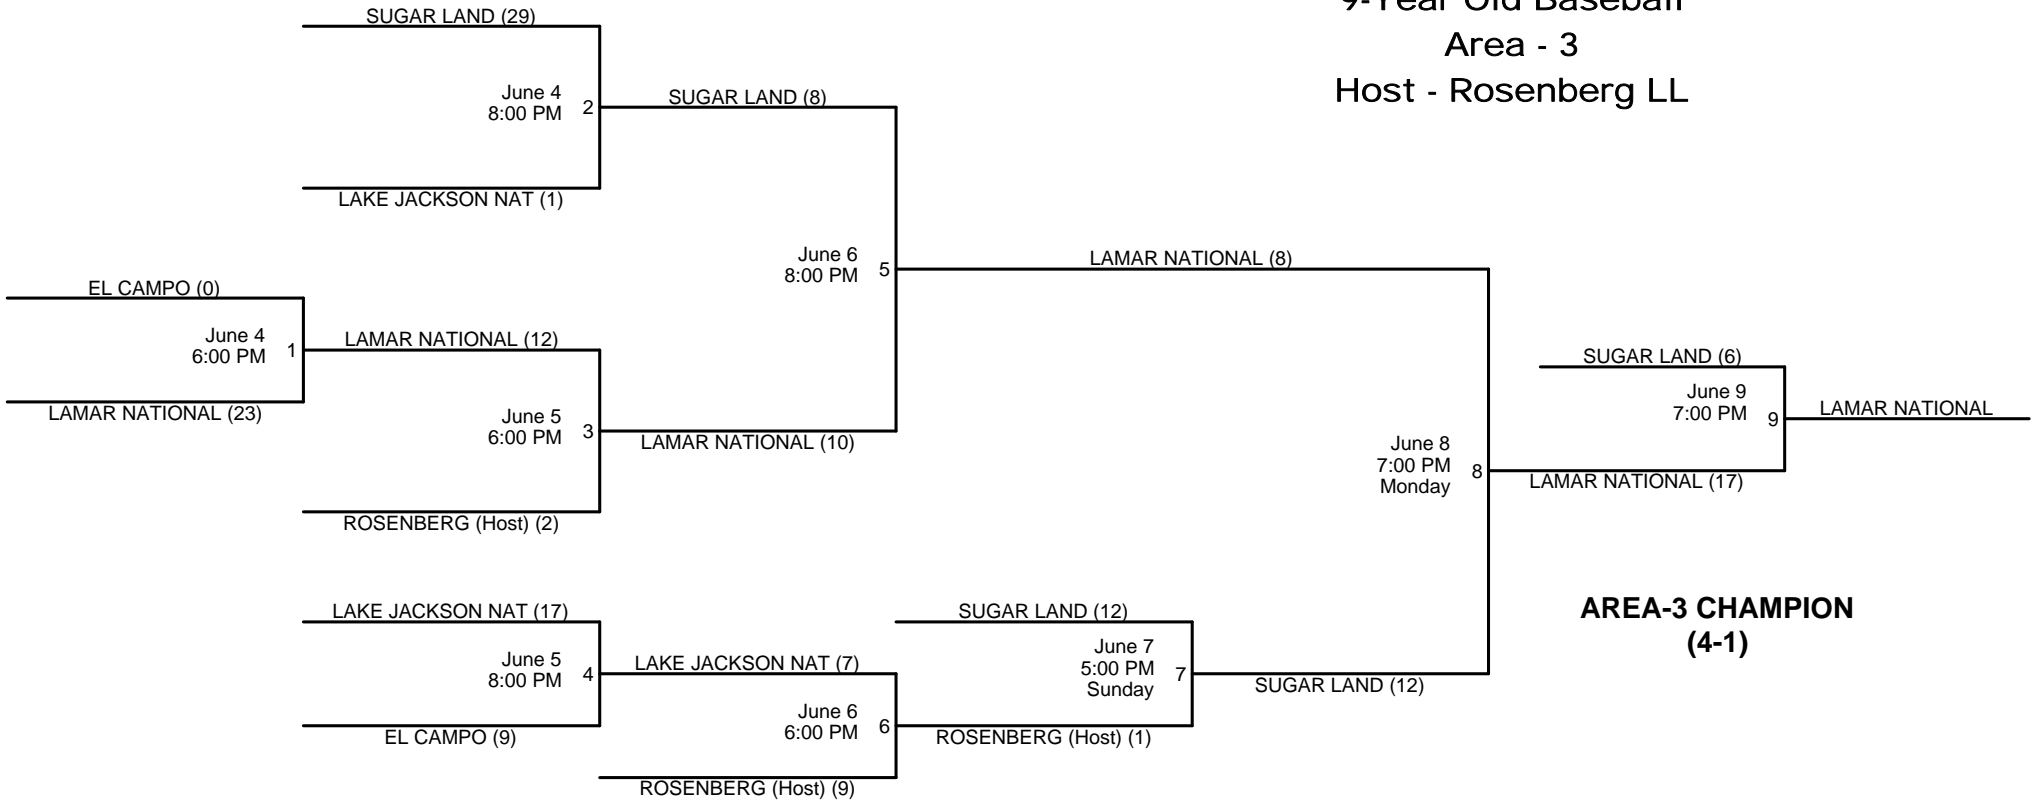 9-Year Old Baseball
Area - 3
Host - Rosenberg LL
SUGAR LAND (29)
June 4
8:00 PM
2
LAKE JACKSON NAT (1)
SUGAR LAND (8)
EL CAMPO (0)
June 4
6:00 PM
1
LAMAR NATIONAL (23)
LAMAR NATIONAL (12)
June 5
6:00 PM
3
ROSENBERG (Host) (2)
LAMAR NATIONAL (10)
June 6
8:00 PM
5
LAMAR NATIONAL (8)
LAKE JACKSON NAT (17)
June 5
8:00 PM
4
EL CAMPO (9)
LAKE JACKSON NAT (7)
June 6
6:00 PM
6
ROSENBERG (Host) (9)
SUGAR LAND (12)
June 7
5:00 PM
Sunday
7
ROSENBERG (Host) (1)
SUGAR LAND (12)
June 8
7:00 PM
Monday
8
SUGAR LAND (6)
June 9
7:00 PM
9
LAMAR NATIONAL (17)
LAMAR NATIONAL
AREA-3 CHAMPION
(4-1)